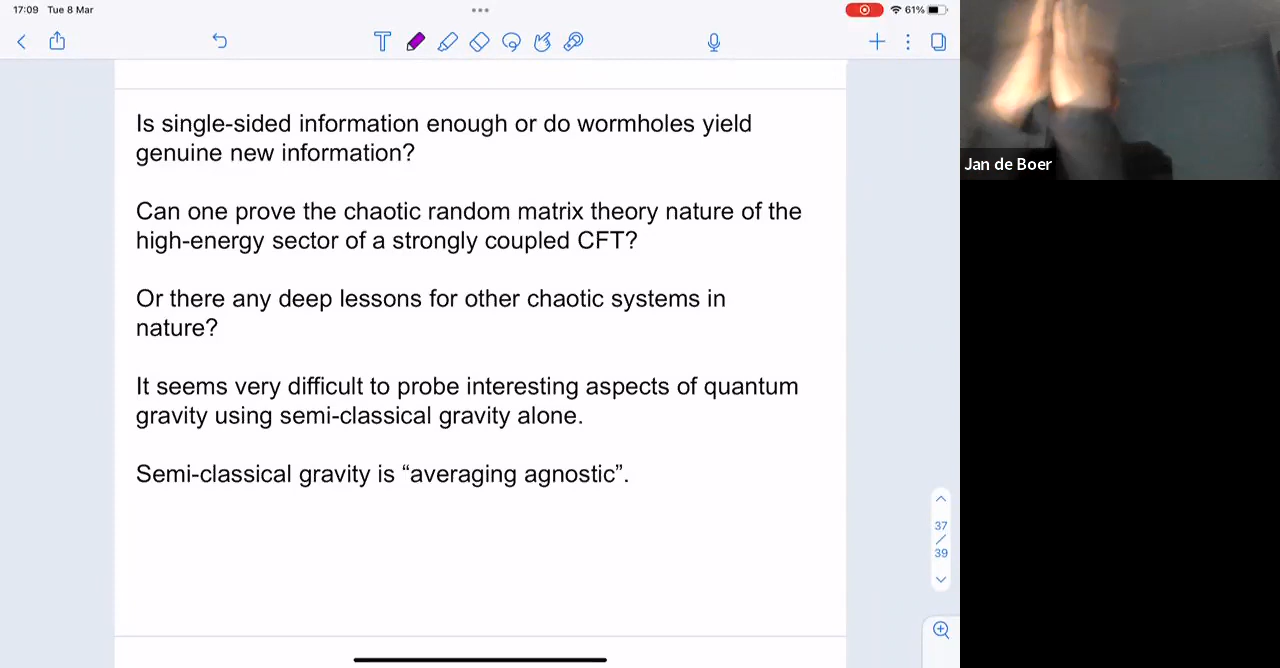 17:09 Tue 8 Mar
61%
T
Is single-sided information enough or do wormholes yield
genuine new information?
Can one prove the chaotic random matrix theory nature of the
high-energy sector of a strongly coupled CFT?
Or there any deep lessons for other chaotic systems in
nature?
It seems very difficult to probe interesting aspects of quantum
gravity using semi-classical gravity alone.
Semi-classical gravity is “averaging agnostic”.
37
/
39
Jan de Boer